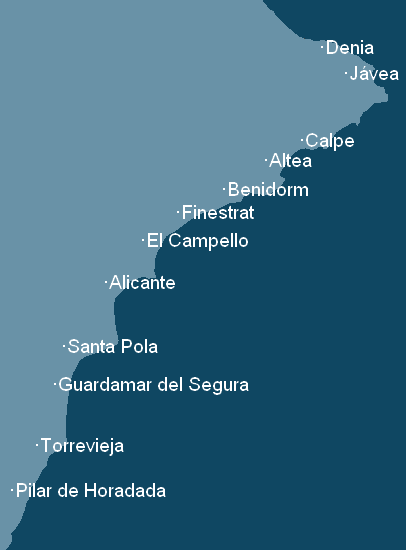 Denia
Jávea
Calpe
Altea
Benidorm
Finestrat
El Campello
Alicante
Santa Pola
Guardamar del Segura
Torrevieja
Pilar de Horadada